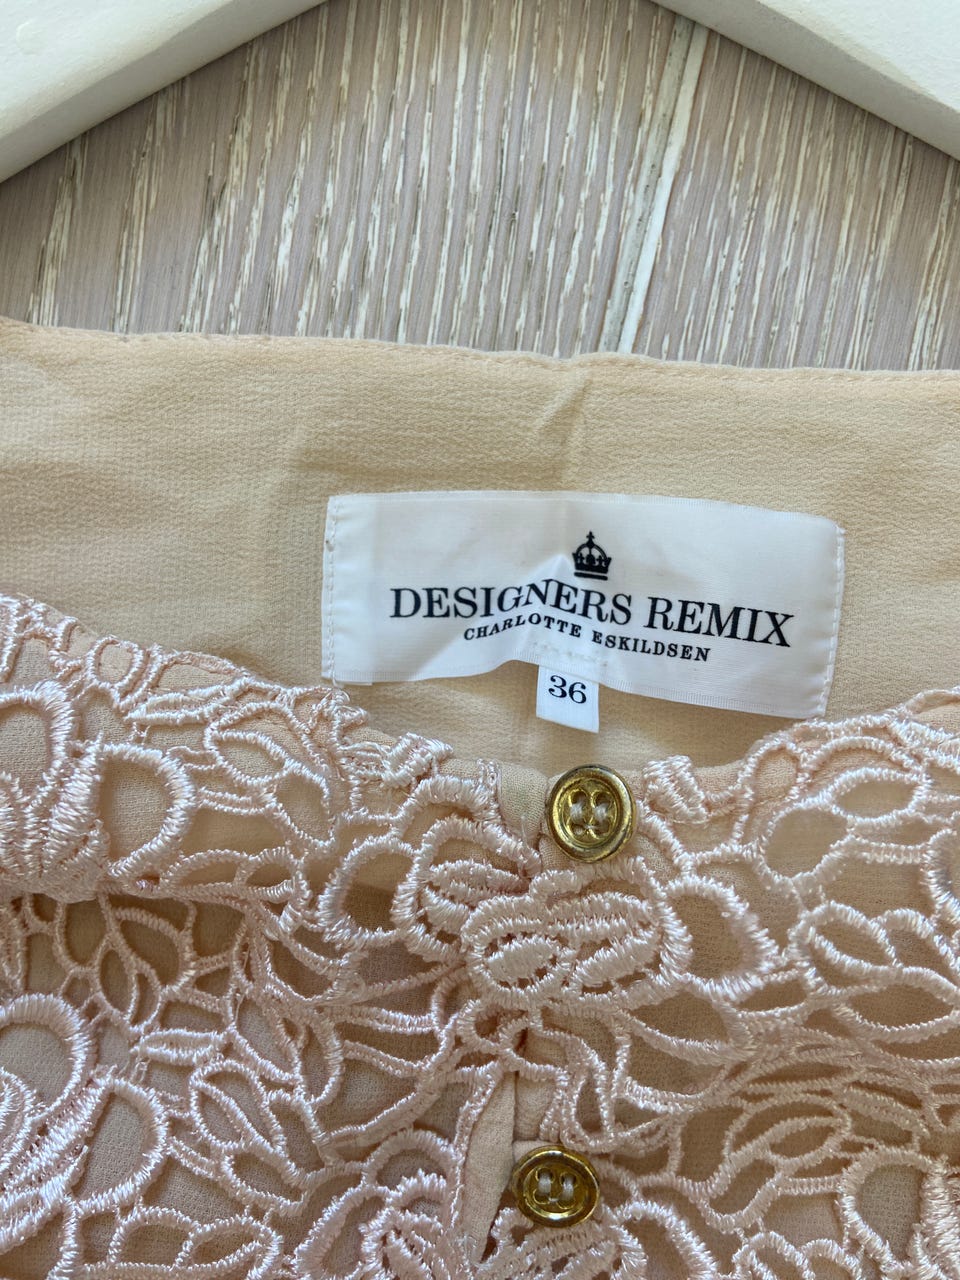 DESIGNERS REMIX
CHARLOTTE ESKILDSEN
36